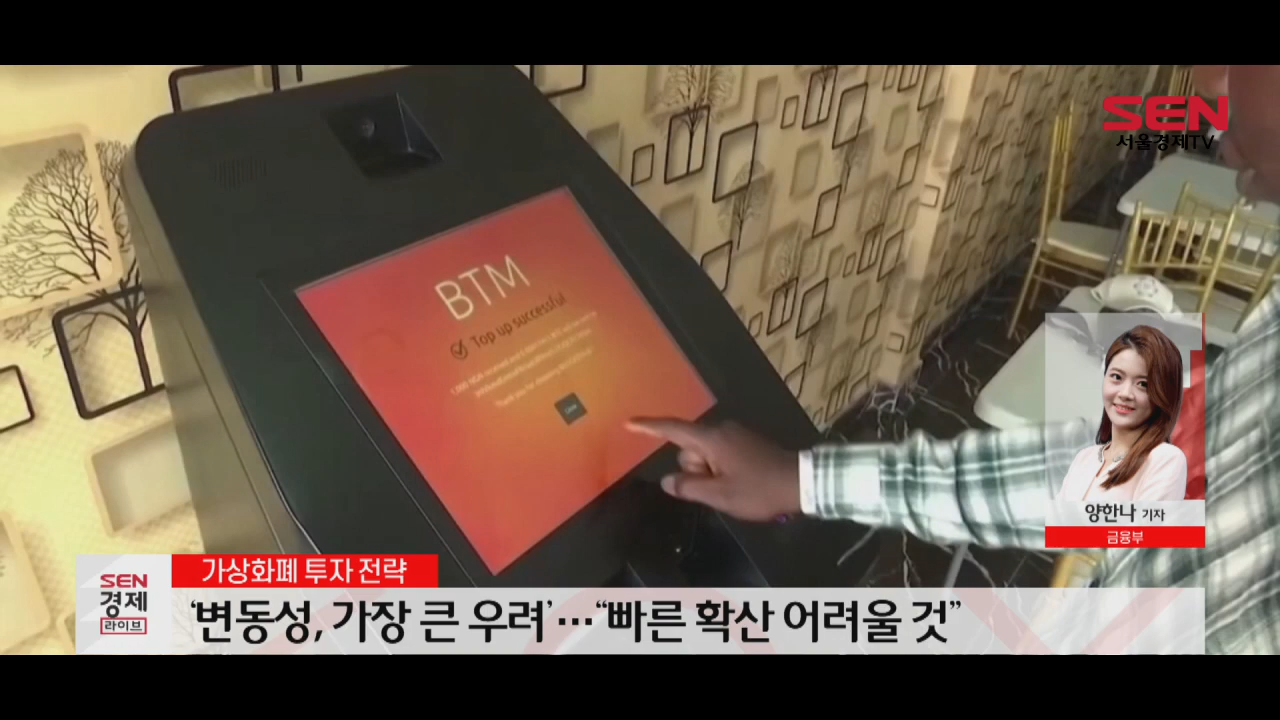 SEN
서울경제TV
BTM
Top up successful
양한나 기자
금융부
가상화폐 투자 전략
SEN
경제
라이브
‘변동성, 가장 큰 우려’…“빠른 확산 어려울 것”